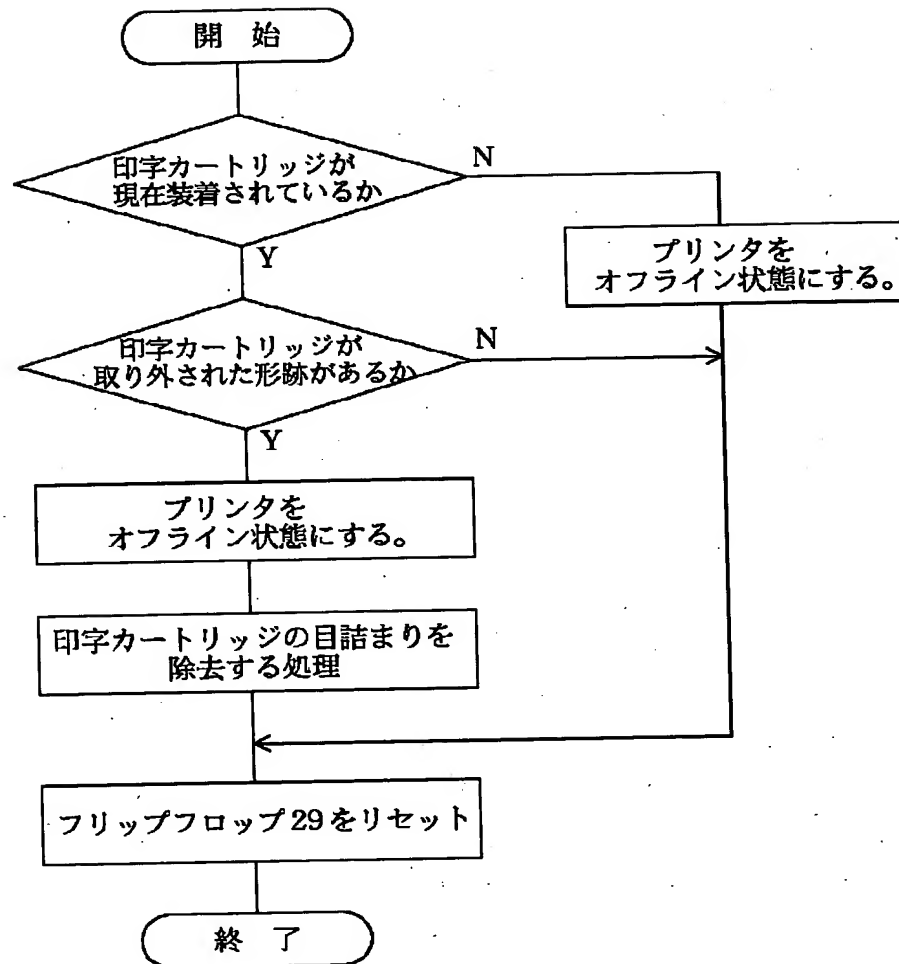 開 始
印字カートリッジが
現在装着されているか
N
プリンタを
オフライン状態にする。
Y
印字カートリッジが
取り外された形跡があるか
N
Y
プリンタを
オフライン状態にする。
印字カートリッジの目詰まりを
除去する処理
フリップフロップ29をリセット
終 了